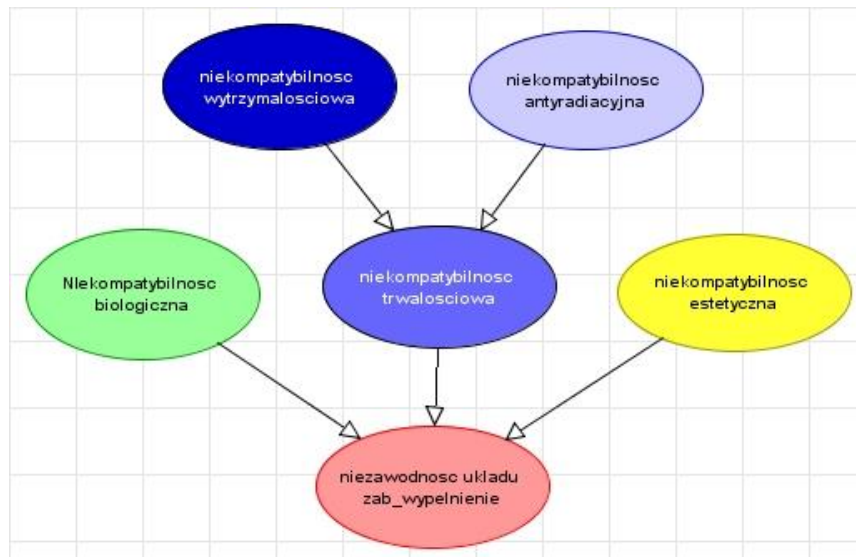 niekompatybilnosc
wytrzymalosciowa
niekompatybilnosc
antyradiacyjna
NIekompatybilnosc
biologiczna
niekompatybilnosc
trwalosciowa
niekompatybilnosc
estetyczna
niezawodnosc ukladu
zab_wypelnienie